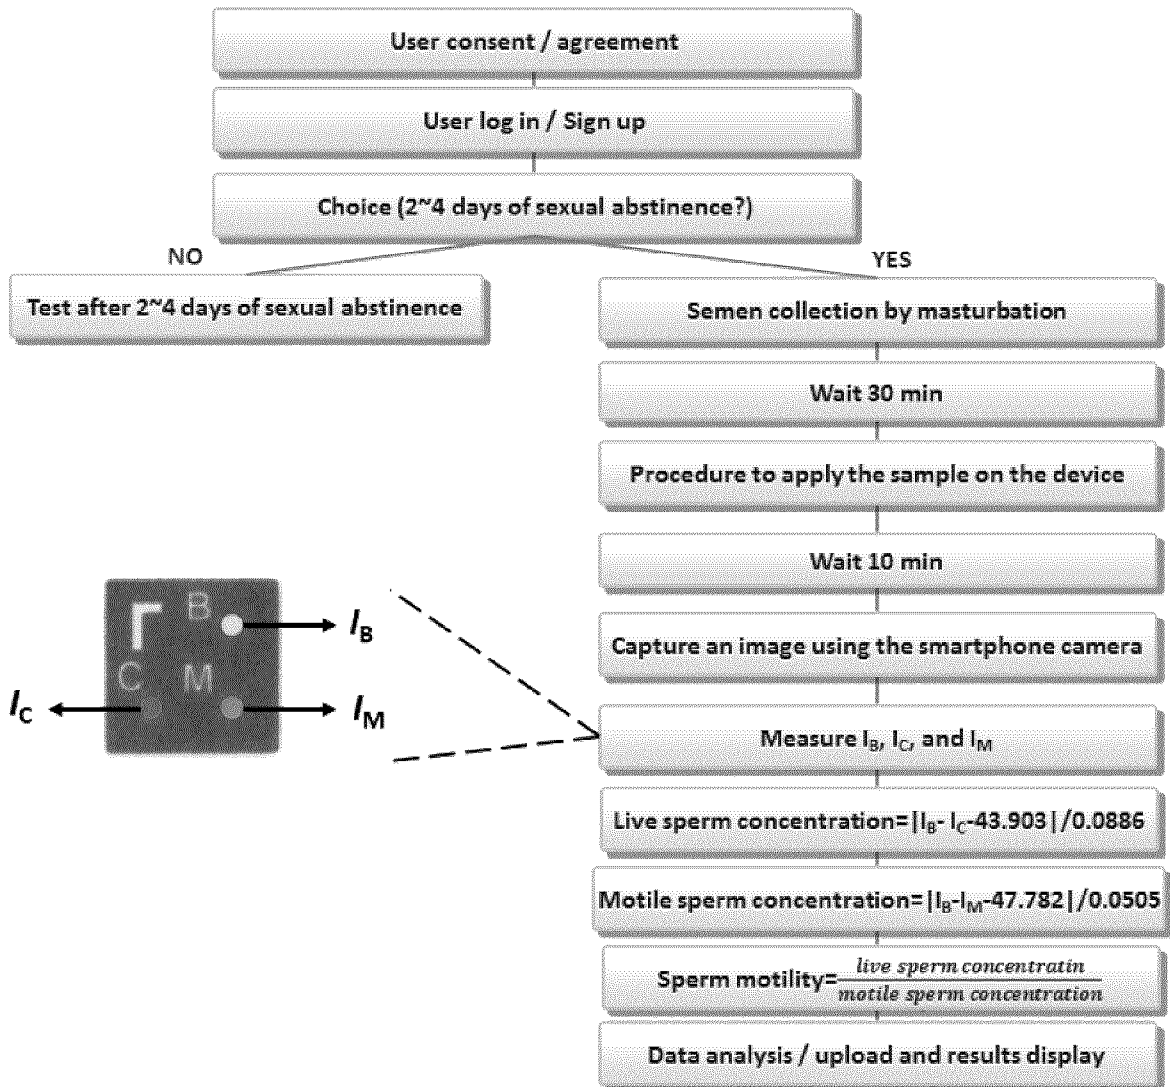 User consent / agreement
User log in / Sign up
Choice (2~4 days of sexual abstinence?)
NO
YES
Test after 2~4 days of sexual abstinence
Semen collection by masturbation
Wait 30 min
Procedure to apply the sample on the device
Wait 10 min
Capture an image using the smartphone camera
B
I_B
C
M
I_C
I_M
Measure I_B, I_C, and I_M
Live sperm concentration=|I_B- I_C-43.903|/0.0886
Motile sperm concentration=|I_B-I_M-47.782|/0.0505
Sperm motility=live sperm concentratin/motile sperm concentration
Data analysis / upload and results display